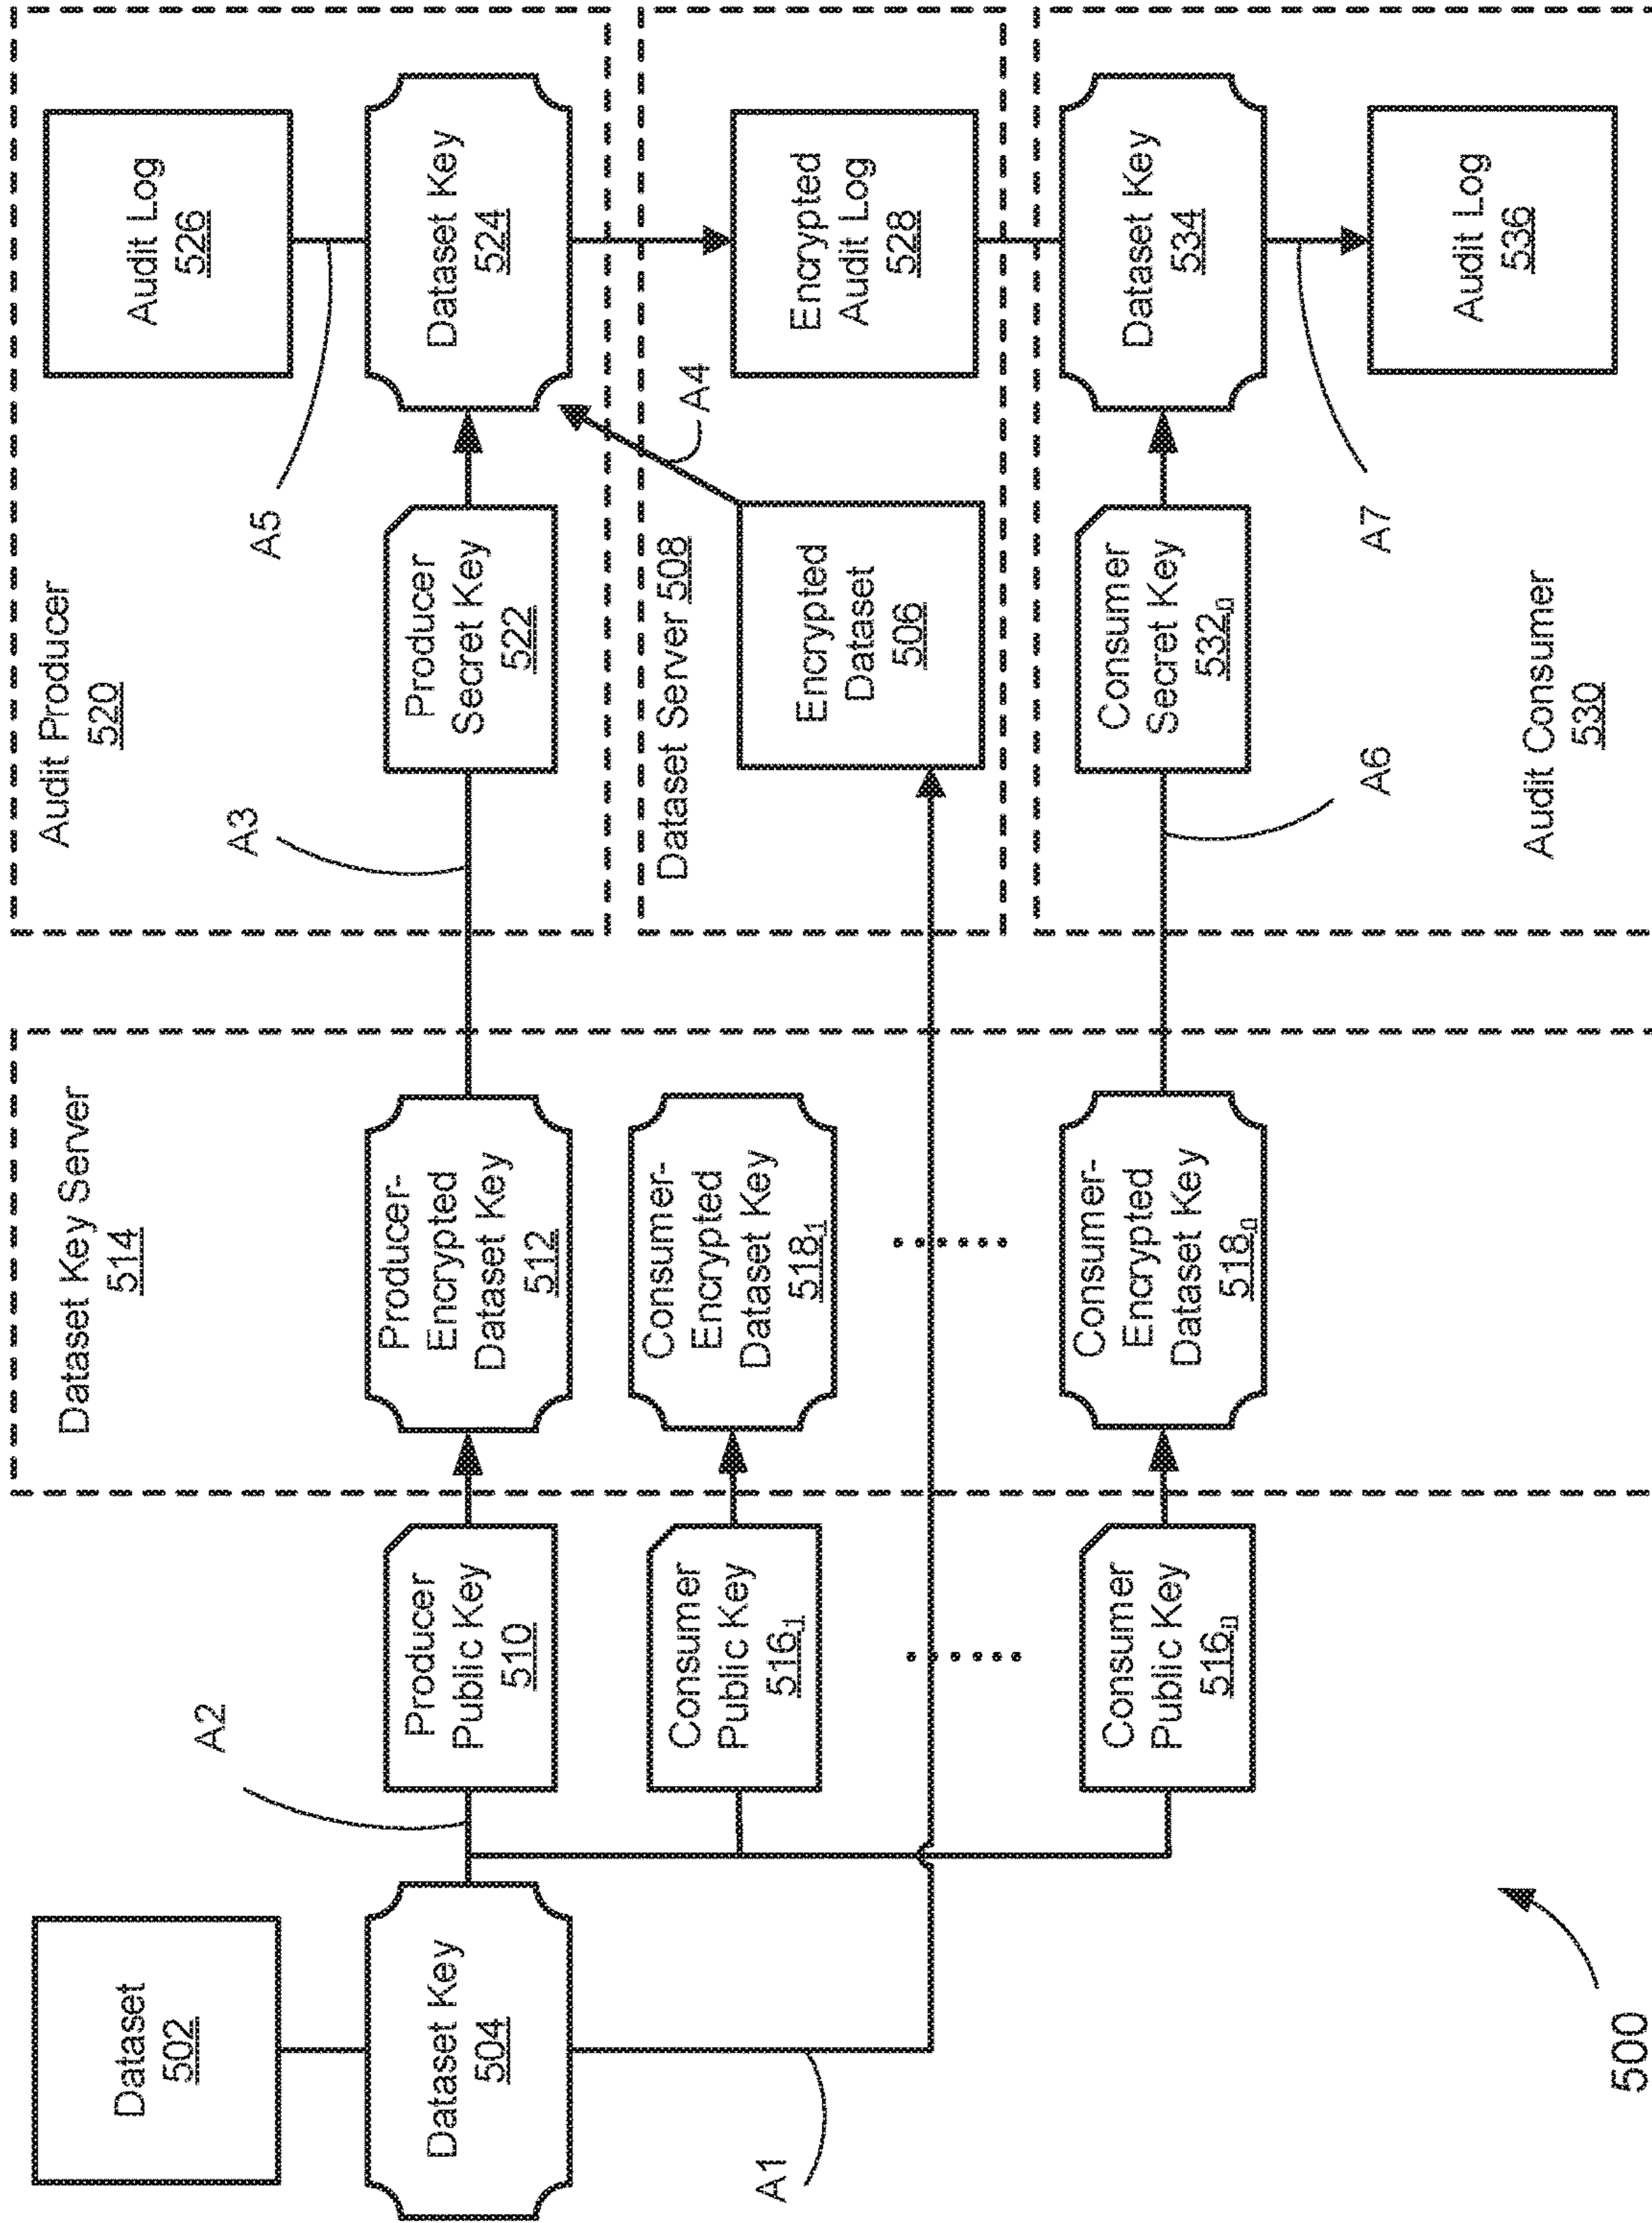 Dataset
502
Dataset Key
504
A1
A2
Producer
Public Key
510
Consumer
Public Key
516₁
Consumer
Public Key
516ₙ
Dataset Key Server
514
Producer-
Encrypted
Dataset Key
512
Consumer-
Encrypted
Dataset Key
518₁
Consumer-
Encrypted
Dataset Key
518ₙ
Audit Producer
520
A3
Producer
Secret Key
522
A5
Audit Log
526
Dataset Key
524
Dataset Server 508
A4
Encrypted
Dataset
506
Encrypted
Audit Log
528
Consumer
Secret Key
532ₙ
Dataset Key
534
A6
A7
Audit Consumer
530
Audit Log
536
500